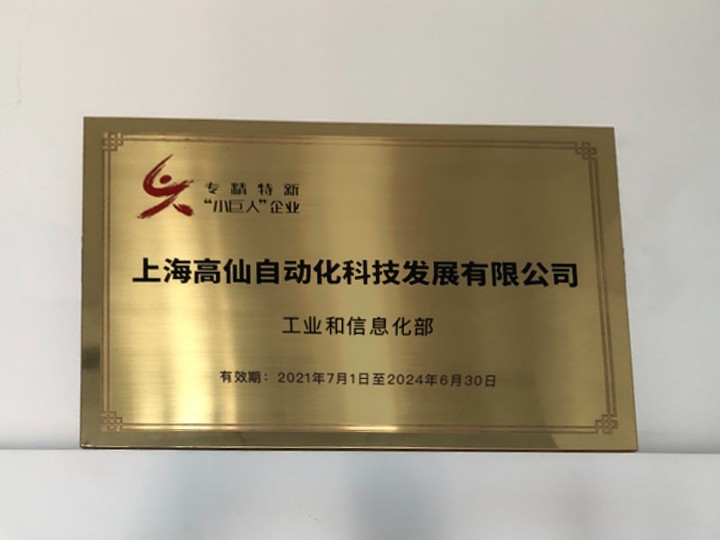 专精特新
“小巨人”企业
上海高仙自动化科技发展有限公司
工业和信息化部
有效期：2021年7月1日至2024年6月30日